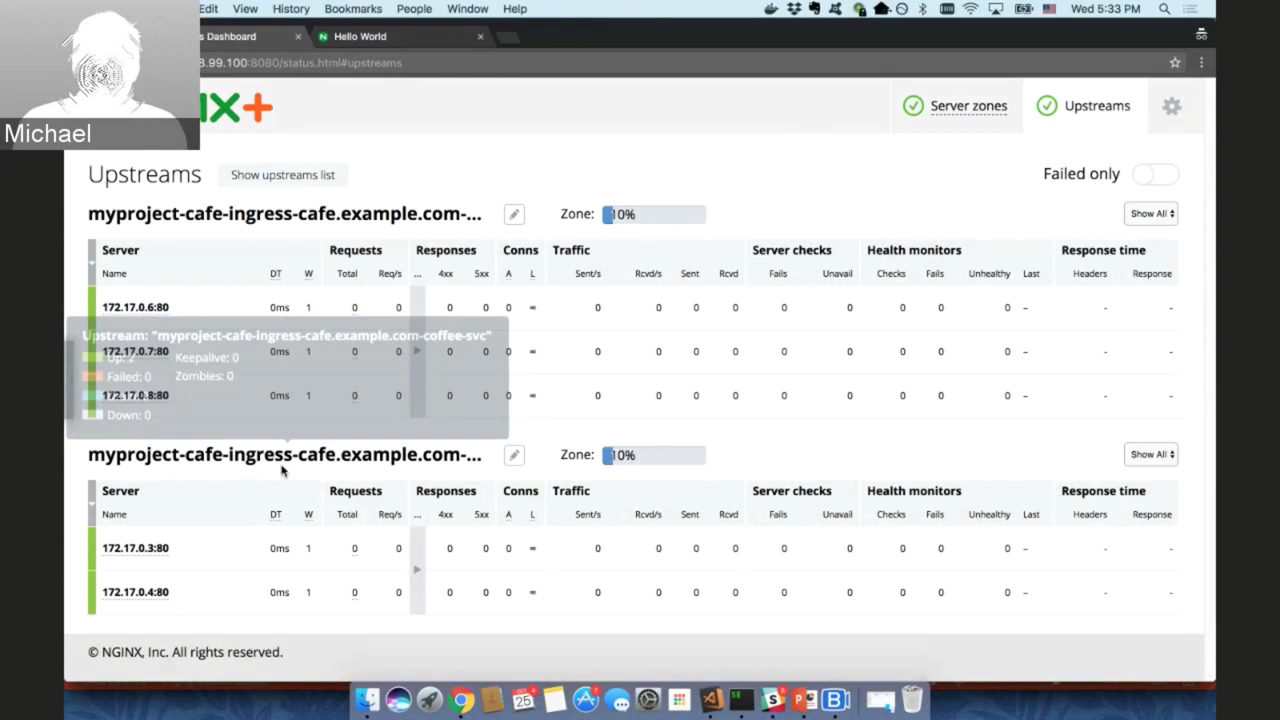 Edit View History Bookmarks People Window Help Wed 5:33 PM
s Dashboard × Hello World ×
8.99.100:8080/status.html#upstreams
Michael
IX+ Server zones Upstreams
Upstreams Show upstreams list Failed only
myproject-cafe-ingress-cafe.example.com-... Zone: 10% Show All
Server Requests Responses Conns Traffic Server checks Health monitors Response time
Name DT W Total Req/s ... 4xx 5xx A L Sent/s Rcvd/s Sent Rcvd Fails Unavail Checks Fails Unhealthy Last Headers Response
172.17.0.6:80 0ms 1 0 0 0 0 0 ∞ 0 0 0 0 0 0 0 0 0 – - -
Upstream: "myproject-cafe-ingress-cafe.example.com-coffee-svc"
172.17.0.7:80 0ms 1 0 0 0 0 0 ∞ 0 0 0 0 0 0 0 0 0 – - -
Up: 2 Keepalive: 0
Failed: 0 Zombies: 0
172.17.0.8:80 0ms 1 0 0 0 0 0 ∞ 0 0 0 0 0 0 0 0 0 – - -
Down: 0
myproject-cafe-ingress-cafe.example.com-... Zone: 10% Show All
Server Requests Responses Conns Traffic Server checks Health monitors Response time
Name DT W Total Req/s ... 4xx 5xx A L Sent/s Rcvd/s Sent Rcvd Fails Unavail Checks Fails Unhealthy Last Headers Response
172.17.0.3:80 0ms 1 0 0 0 0 0 ∞ 0 0 0 0 0 0 0 0 0 – - -
172.17.0.4:80 0ms 1 0 0 0 0 0 ∞ 0 0 0 0 0 0 0 0 0 – - -
© NGINX, Inc. All rights reserved.
25